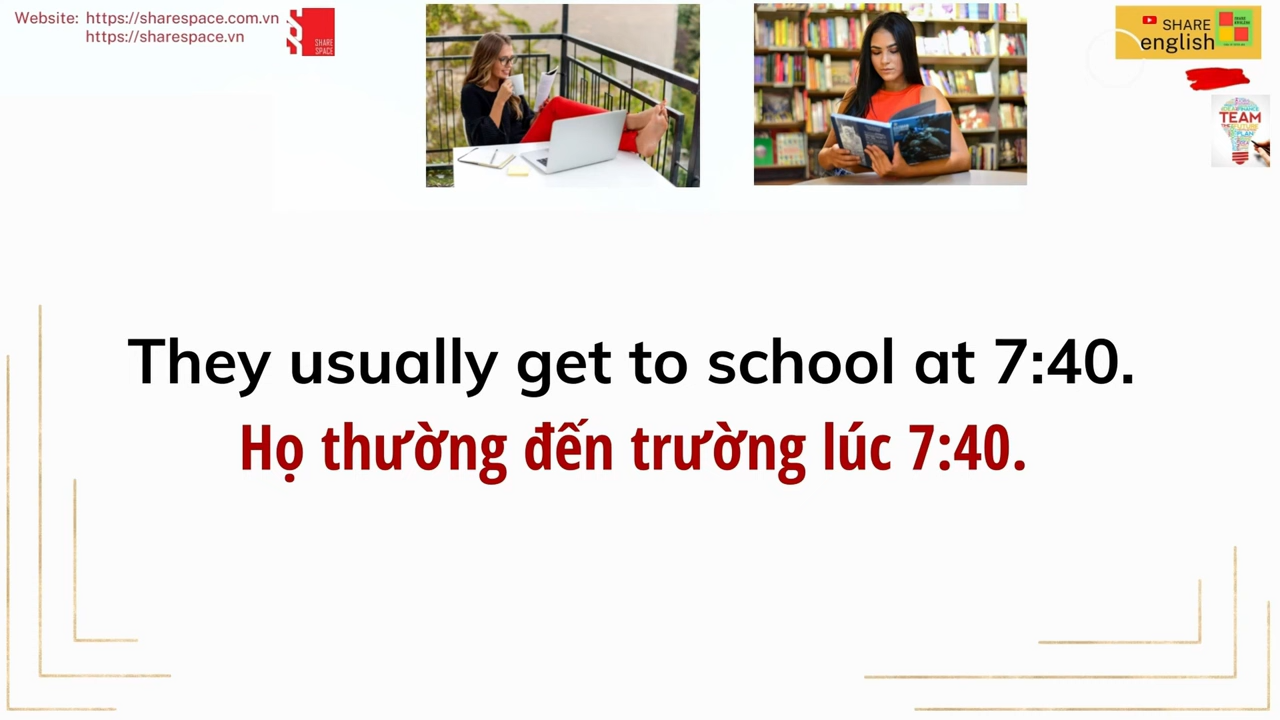 Website: https://sharespace.com.vn
https://sharespace.vn
SHARE
SPACE
SHARE
english
TEAM
PLAN
They usually get to school at 7:40.
Họ thường đến trường lúc 7:40.